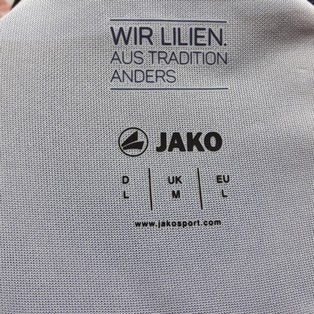 WIR LILIEN.
AUS TRADITION
ANDERS
JAKO
D UK EU
L M L
www.jakosport.com